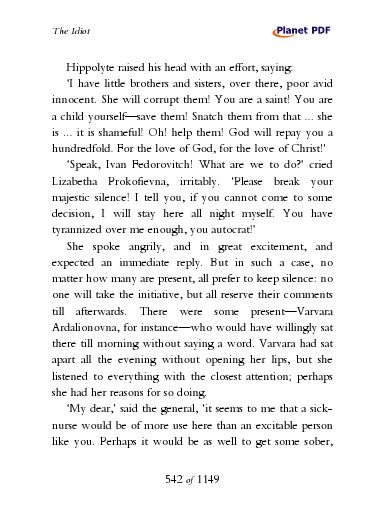 The Idiot
Planet PDF
Hippolyte raised his head with an effort, saying:
'I have little brothers and sisters, over there, poor avid
innocent. She will corrupt them! You are a saint! You are
a child yourself—save them! Snatch them from that ... she
is ... it is shameful! Oh! help them! God will repay you a
hundredfold. For the love of God, for the love of Christ!'
'Speak, Ivan Fedorovitch! What are we to do?' cried
Lizabetha Prokofievna, irritably. 'Please break your
majestic silence! I tell you, if you cannot come to some
decision, I will stay here all night myself. You have
tyrannized over me enough, you autocrat!'
She spoke angrily, and in great excitement, and
expected an immediate reply. But in such a case, no
matter how many are present, all prefer to keep silence: no
one will take the initiative, but all reserve their comments
till afterwards. There were some present—Varvara
Ardalionovna, for instance—who would have willingly sat
there till morning without saying a word. Varvara had sat
apart all the evening without opening her lips, but she
listened to everything with the closest attention; perhaps
she had her reasons for so doing.
'My dear,' said the general, 'it seems to me that a sick-
nurse would be of more use here than an excitable person
like you. Perhaps it would be as well to get some sober,
542 of 1149